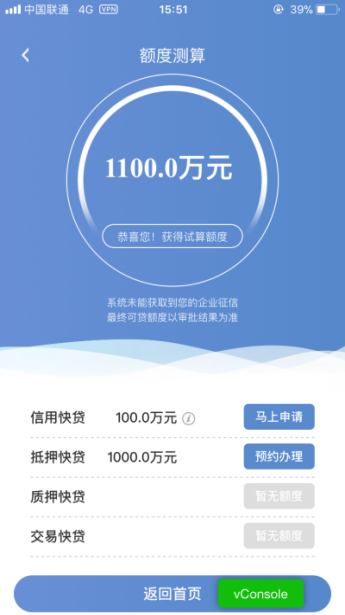 中国联通 4G VPN 15:51 39%
额度测算
1100.0万元
恭喜您！获得试算额度
系统未能获取到您的企业征信
最终可贷额度以审批结果为准
信用快贷 100.0万元 马上申请
抵押快贷 1000.0万元 预约办理
质押快贷 暂无额度
交易快贷 暂无额度
返回首页 vConsole